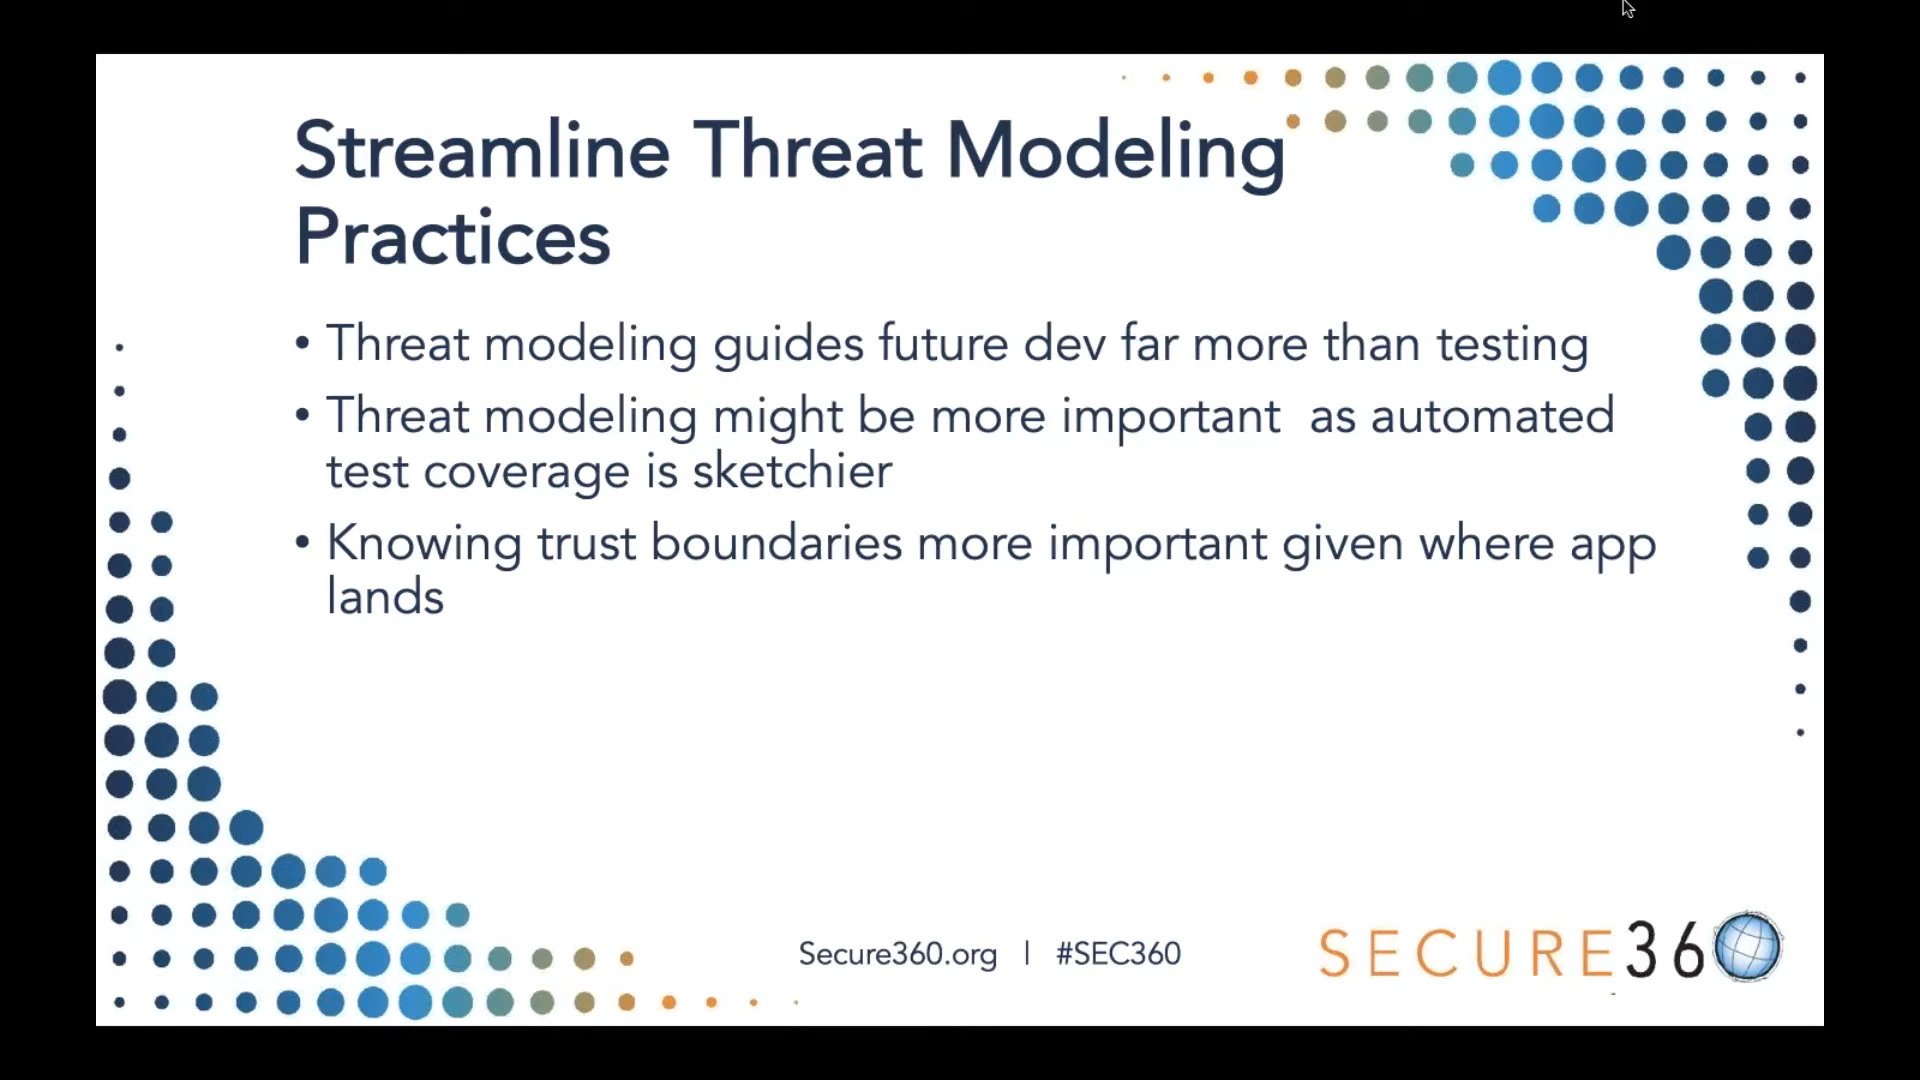 Streamline Threat Modeling
Practices
• Threat modeling guides future dev far more than testing
• Threat modeling might be more important  as automated
test coverage is sketchier
• Knowing trust boundaries more important given where app
lands
Secure360.org | #SEC360
SECURE360